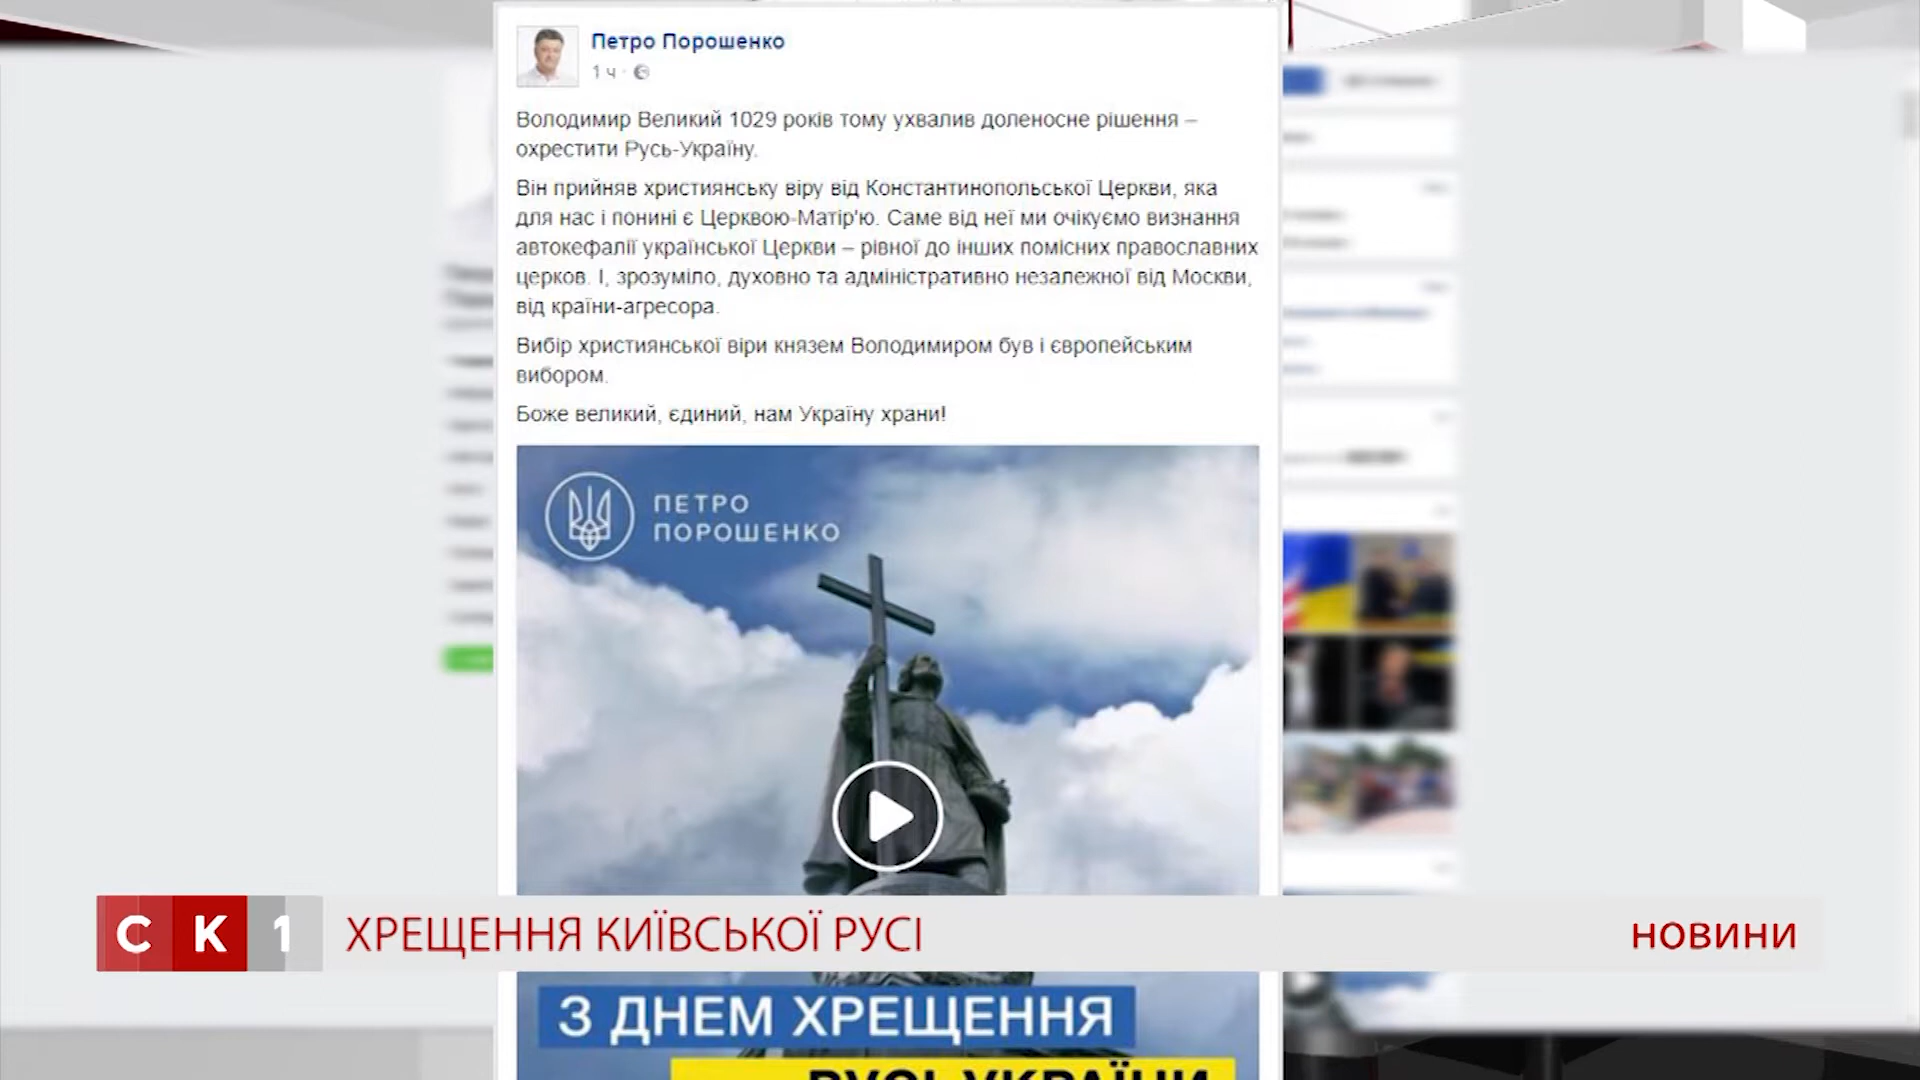 Петро Порошенко
1 ч ·
Володимир Великий 1029 років тому ухвалив доленосне рішення –
охрестити Русь-Україну.
Він прийняв християнську віру від Константинопольської Церкви, яка
для нас і понині є Церквою-Матір'ю. Саме від неї ми очікуємо визнання
автокефалії української Церкви – рівної до інших помісних православних
церков. І, зрозуміло, духовно та адміністративно незалежної від Москви,
від країни-агресора.
Вибір християнської віри князем Володимиром був і європейським
вибором.
Боже великий, єдиний, нам Україну храни!
ПЕТРО
ПОРОШЕНКО
СК1 ХРЕЩЕННЯ КИЇВСЬКОЇ РУСІ НОВИНИ
З ДНЕМ ХРЕЩЕННЯ
РУСІ-УКРАЇНИ